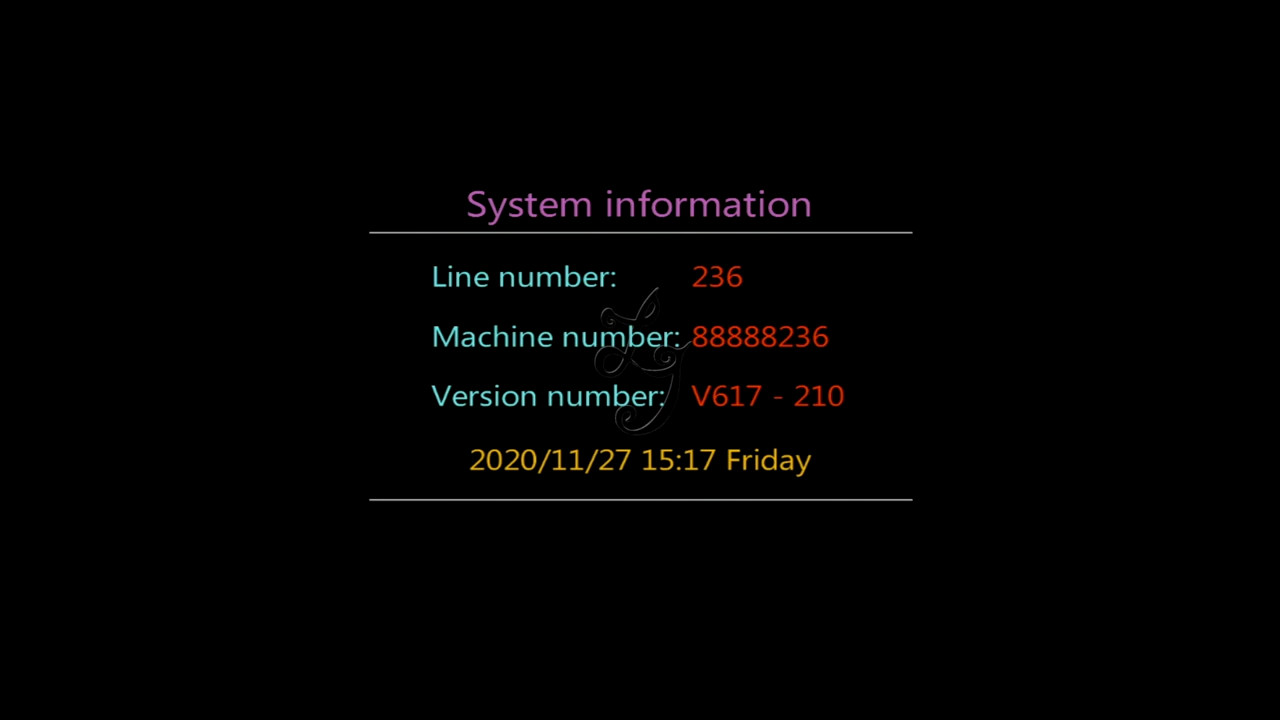 System information
Line number: 236
Machine number: 88888236
Version number: V617 - 210
2020/11/27 15:17 Friday